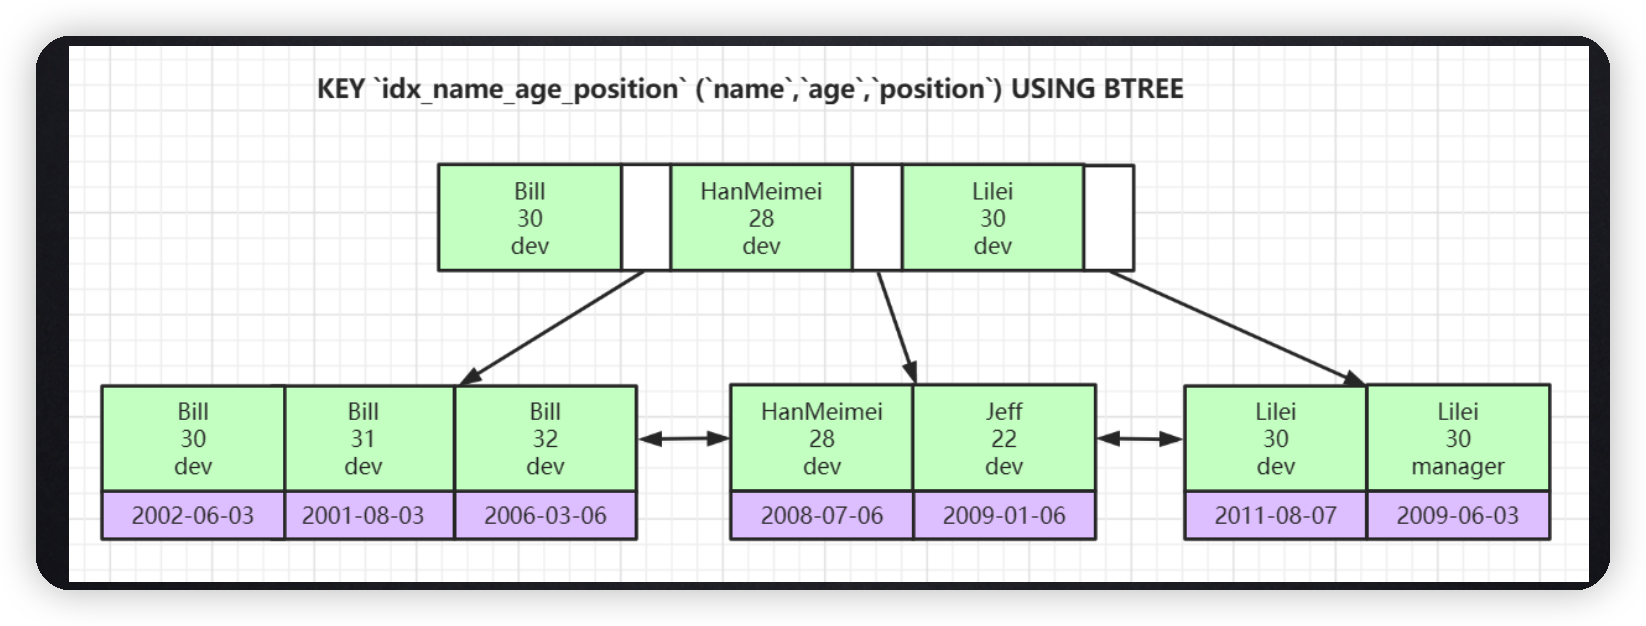 KEY `idx_name_age_position` (`name`,`age`,`position`) USING BTREE
Bill
30
dev
HanMeimei
28
dev
Lilei
30
dev
Bill
30
dev
2002-06-03
Bill
31
dev
2001-08-03
Bill
32
dev
2006-03-06
HanMeimei
28
dev
2008-07-06
Jeff
22
dev
2009-01-06
Lilei
30
dev
2011-08-07
Lilei
30
manager
2009-06-03